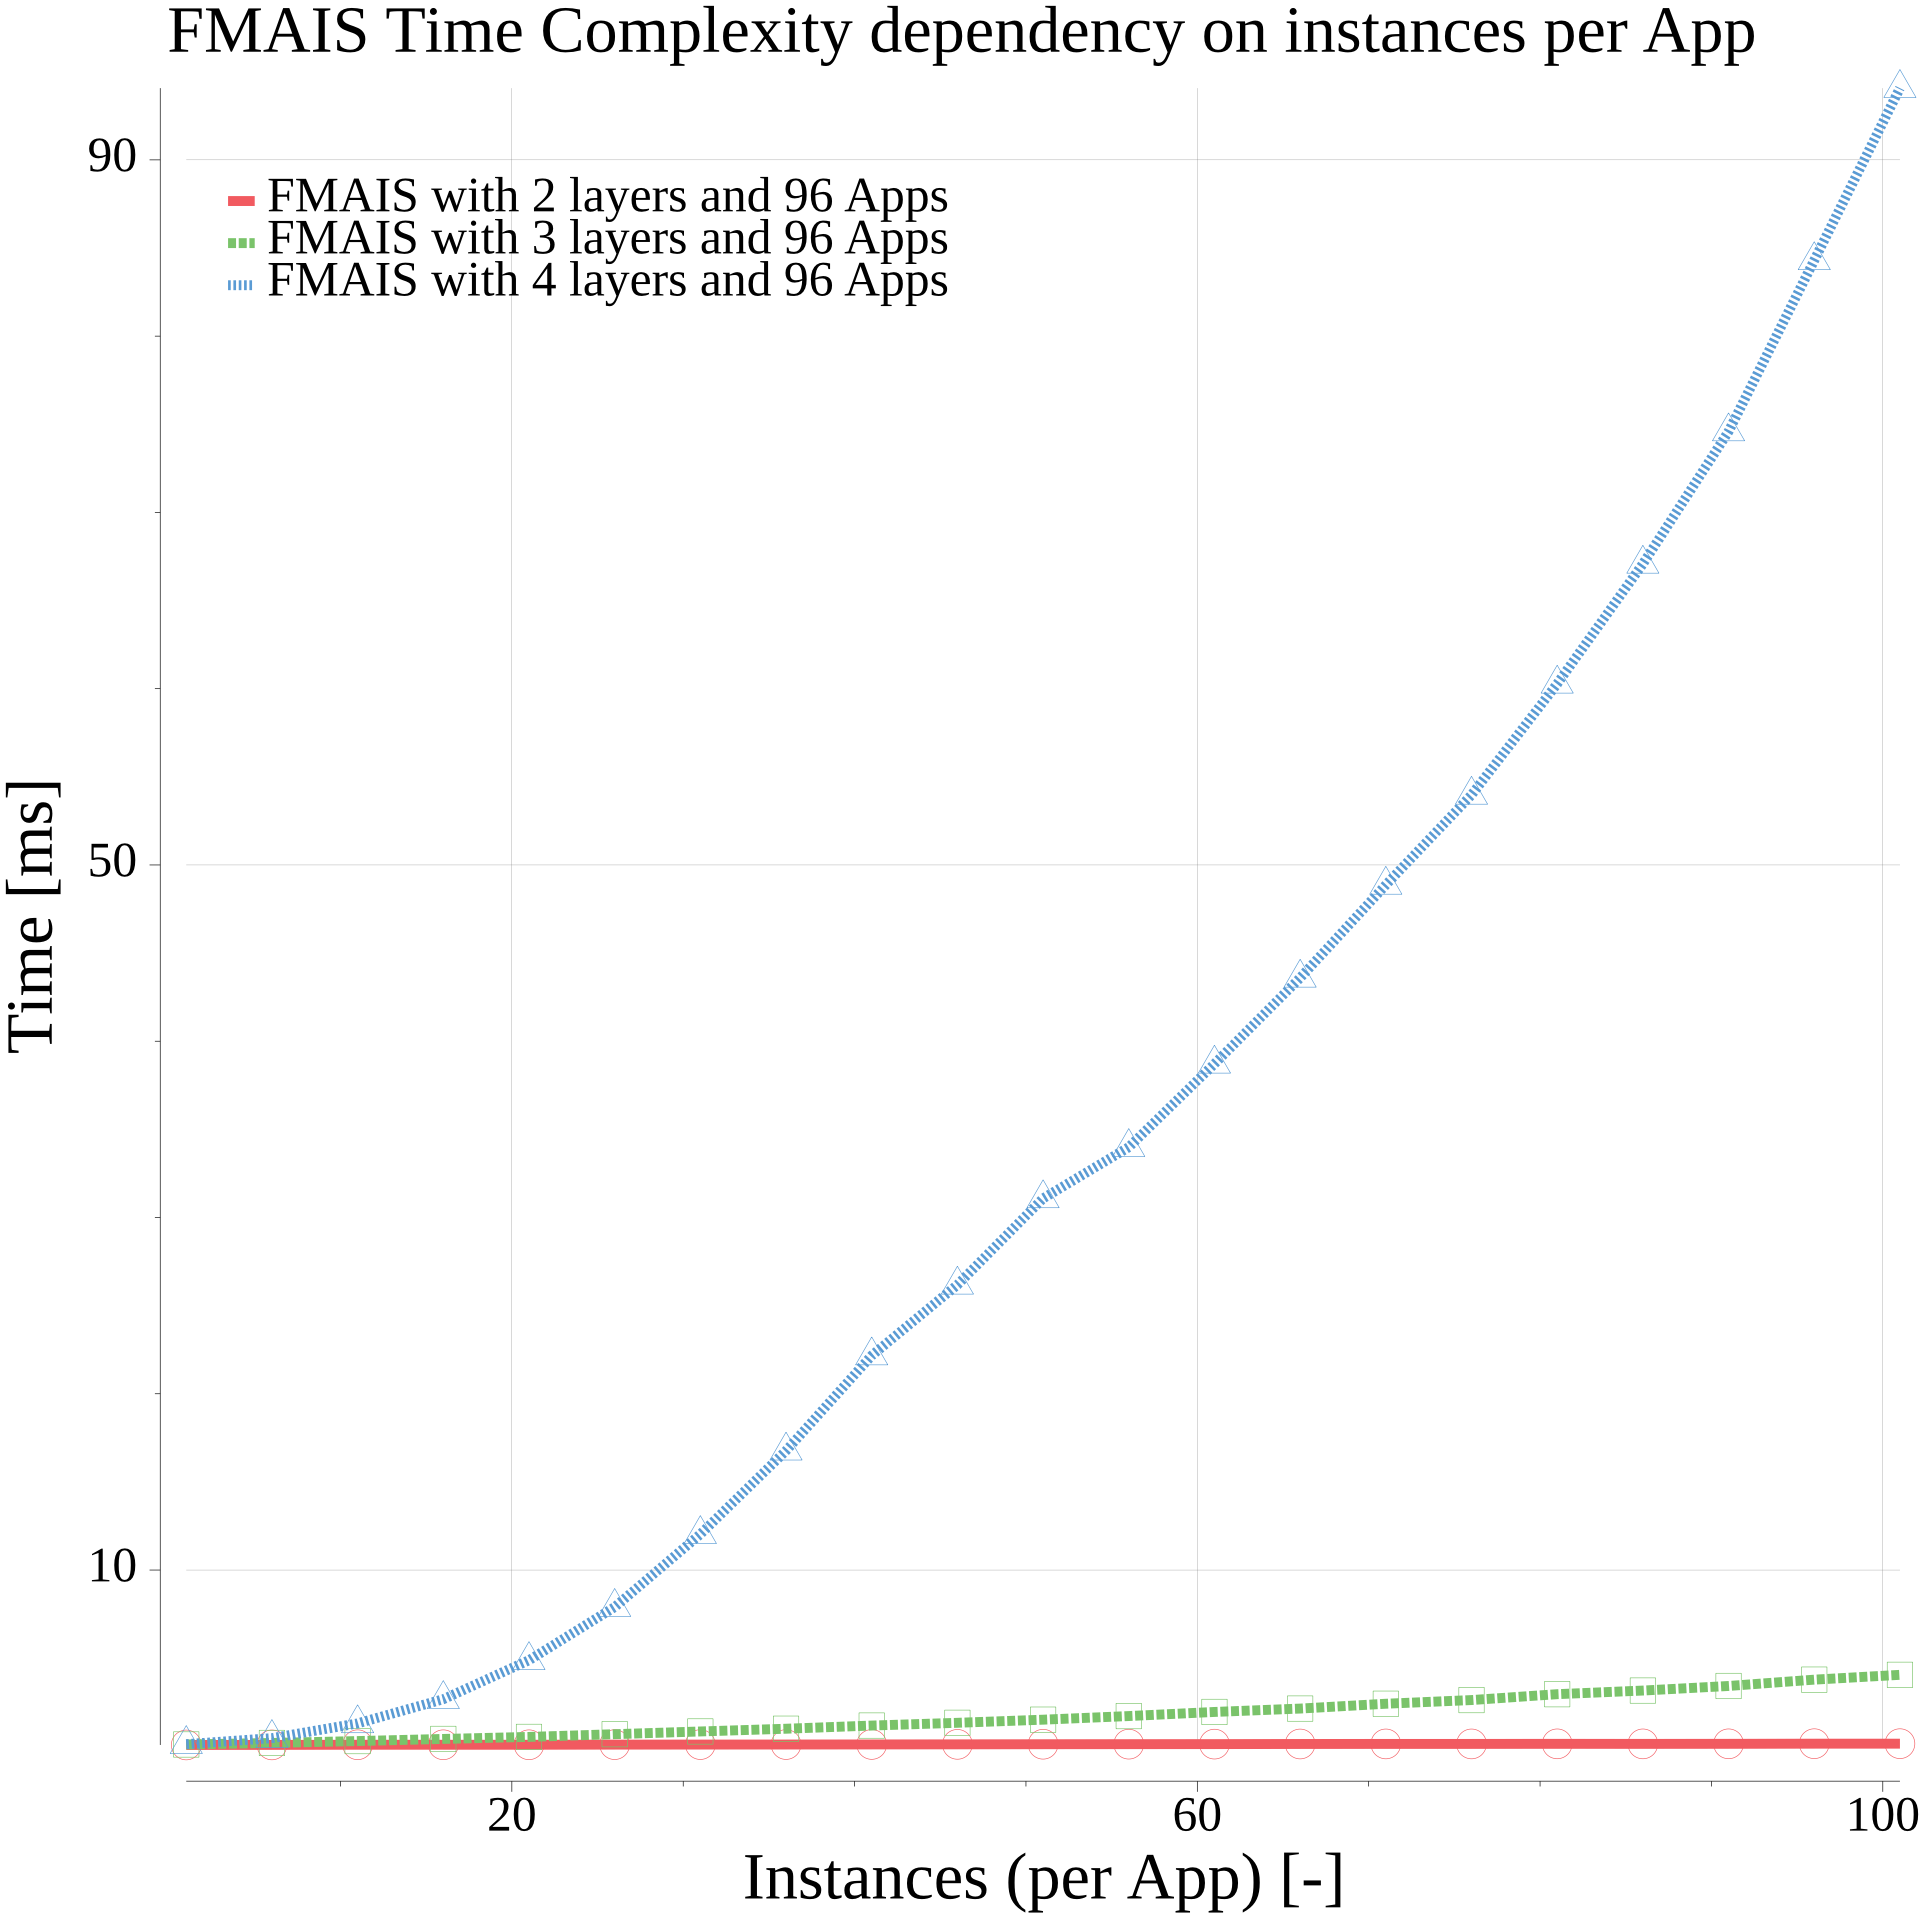 FMAIS Time Complexity dependency on instances per App
90
FMAIS with 2 layers and 96 Apps
FMAIS with 3 layers and 96 Apps
FMAIS with 4 layers and 96 Apps
Time [ms]
50
10
20 60 100
Instances (per App) [-]